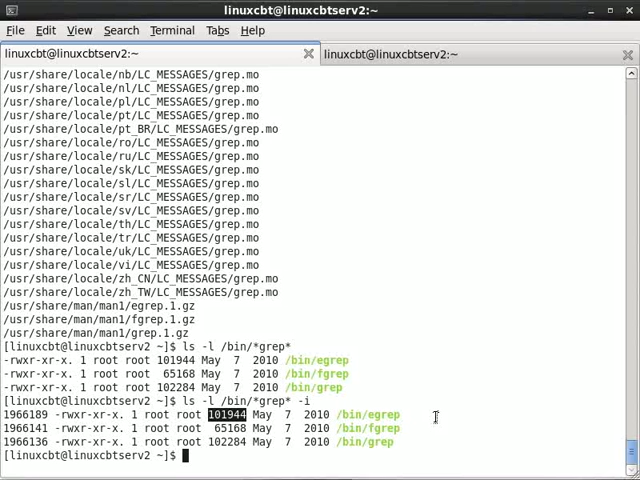 linuxcbt@linuxcbtserv2:~
File Edit View Search Terminal Tabs Help
linuxcbt@linuxcbtserv2:~ linuxcbt@linuxcbtserv2:~
/usr/share/locale/nb/LC_MESSAGES/grep.mo
/usr/share/locale/nl/LC_MESSAGES/grep.mo
/usr/share/locale/pl/LC_MESSAGES/grep.mo
/usr/share/locale/pt/LC_MESSAGES/grep.mo
/usr/share/locale/pt_BR/LC_MESSAGES/grep.mo
/usr/share/locale/ro/LC_MESSAGES/grep.mo
/usr/share/locale/ru/LC_MESSAGES/grep.mo
/usr/share/locale/sk/LC_MESSAGES/grep.mo
/usr/share/locale/sl/LC_MESSAGES/grep.mo
/usr/share/locale/sr/LC_MESSAGES/grep.mo
/usr/share/locale/sv/LC_MESSAGES/grep.mo
/usr/share/locale/th/LC_MESSAGES/grep.mo
/usr/share/locale/tr/LC_MESSAGES/grep.mo
/usr/share/locale/uk/LC_MESSAGES/grep.mo
/usr/share/locale/vi/LC_MESSAGES/grep.mo
/usr/share/locale/zh_CN/LC_MESSAGES/grep.mo
/usr/share/locale/zh_TW/LC_MESSAGES/grep.mo
/usr/share/man/man1/egrep.1.gz
/usr/share/man/man1/fgrep.1.gz
/usr/share/man/man1/grep.1.gz
[linuxcbt@linuxcbtserv2 ~]$ ls -l /bin/*grep*
-rwxr-xr-x. 1 root root 101944 May  7  2010 /bin/egrep
-rwxr-xr-x. 1 root root  65168 May  7  2010 /bin/fgrep
-rwxr-xr-x. 1 root root 102284 May  7  2010 /bin/grep
[linuxcbt@linuxcbtserv2 ~]$ ls -l /bin/*grep* -i
1966189 -rwxr-xr-x. 1 root root 101944 May  7  2010 /bin/egrep
1966141 -rwxr-xr-x. 1 root root  65168 May  7  2010 /bin/fgrep
1966136 -rwxr-xr-x. 1 root root 102284 May  7  2010 /bin/grep
[linuxcbt@linuxcbtserv2 ~]$